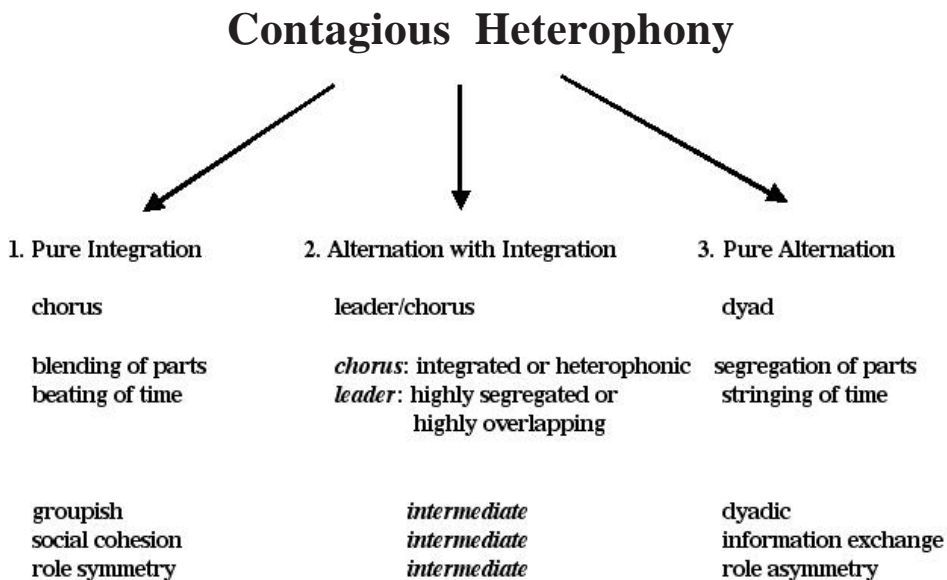 Contagious Heterophony
1. Pure Integration
2. Alternation with Integration
3. Pure Alternation
chorus
leader/chorus
dyad
blending of parts
beating of time
chorus: integrated or heterophonic
leader: highly segregated or
highly overlapping
segregation of parts
stringing of time
groupish
social cohesion
role symmetry
intermediate
intermediate
intermediate
dyadic
information exchange
role asymmetry